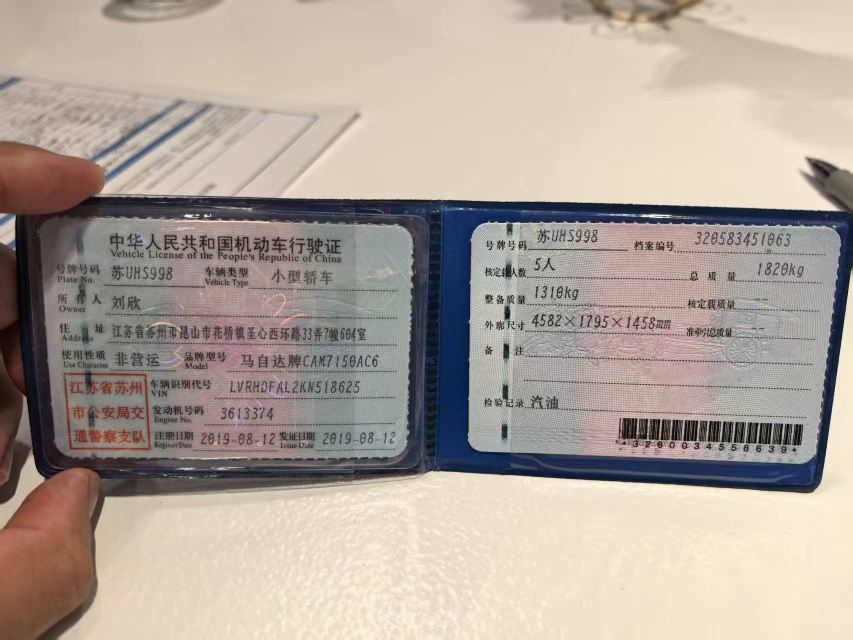 中华人民共和国机动车行驶证
Vehicle License of the People's Republic of China
号牌号码 Plate No. 苏UHS998 车辆类型 Vehicle Type 小型轿车
所有人 Owner 刘欣
住址 Address 江苏省苏州市昆山市花桥镇圣心西环路33弄7幢604室
使用性质 Use Character 非营运 品牌型号 Model 马自达牌CAM7150AC6
江苏省苏州
市公安局交
通警察支队
车辆识别代号 VIN LVRHDFAL2KN518625
发动机号码 Engine No. 3613374
注册日期 Register Date 2019-08-12 发证日期 Issue Date 2019-08-12
号牌号码 苏UHS998 档案编号 320583451063
核定载人数 5人 总质量 1820kg
整备质量 1310kg 核定载质量 --
外廓尺寸 4582×1795×1458mm 准牵引总质量 --
备注
检验记录 汽油
*3260034556639*